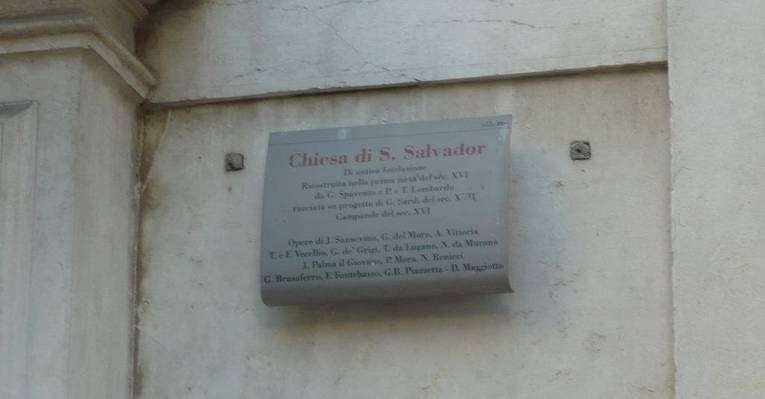 Chiesa di S. Salvador
Di antica fondazione
Ricostruita nella prima metà del sec. XVI
da G. Spavento e P. e T. Lombardo
Facciata su progetto di G. Sardi del sec. XVII
Campanile del sec. XVI
Opere di J. Sansovino, G. del Moro, A. Vittoria
T. e F. Vecellio, G. de' Grigi, T. da Lugano, N. da Murano
J. Palma il Giovane, P. Mera, N. Renieri
G. Brusaferro, F. Fontebasso, G.B. Piazzetta - D. Maggiotto